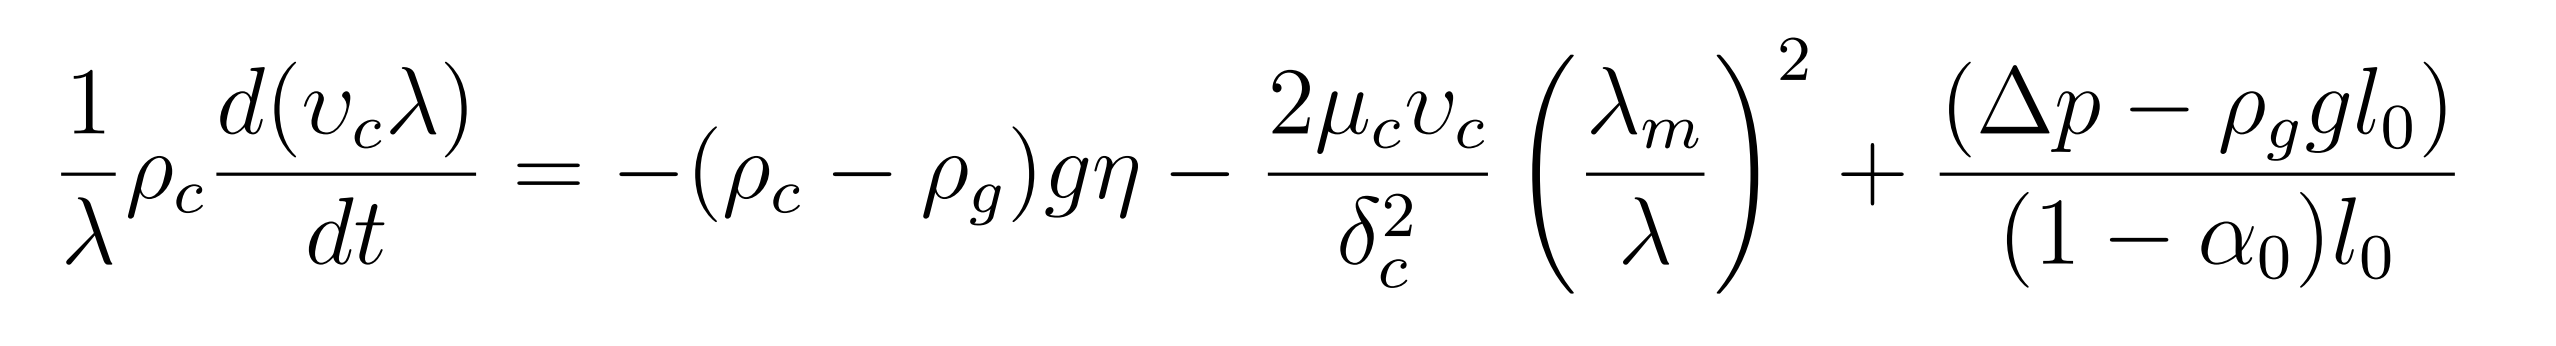 \frac{1}{\lambda}\rho_c\frac{d(\upsilon_c\lambda)}{dt} = -(\rho_c - \rho_g)g\eta - \frac{2\mu_c\upsilon_c}{\delta_c^2}\left(\frac{\lambda_m}{\lambda}\right)^2 + \frac{(\Delta p - \rho_g g l_0)}{(1 - \alpha_0)l_0}